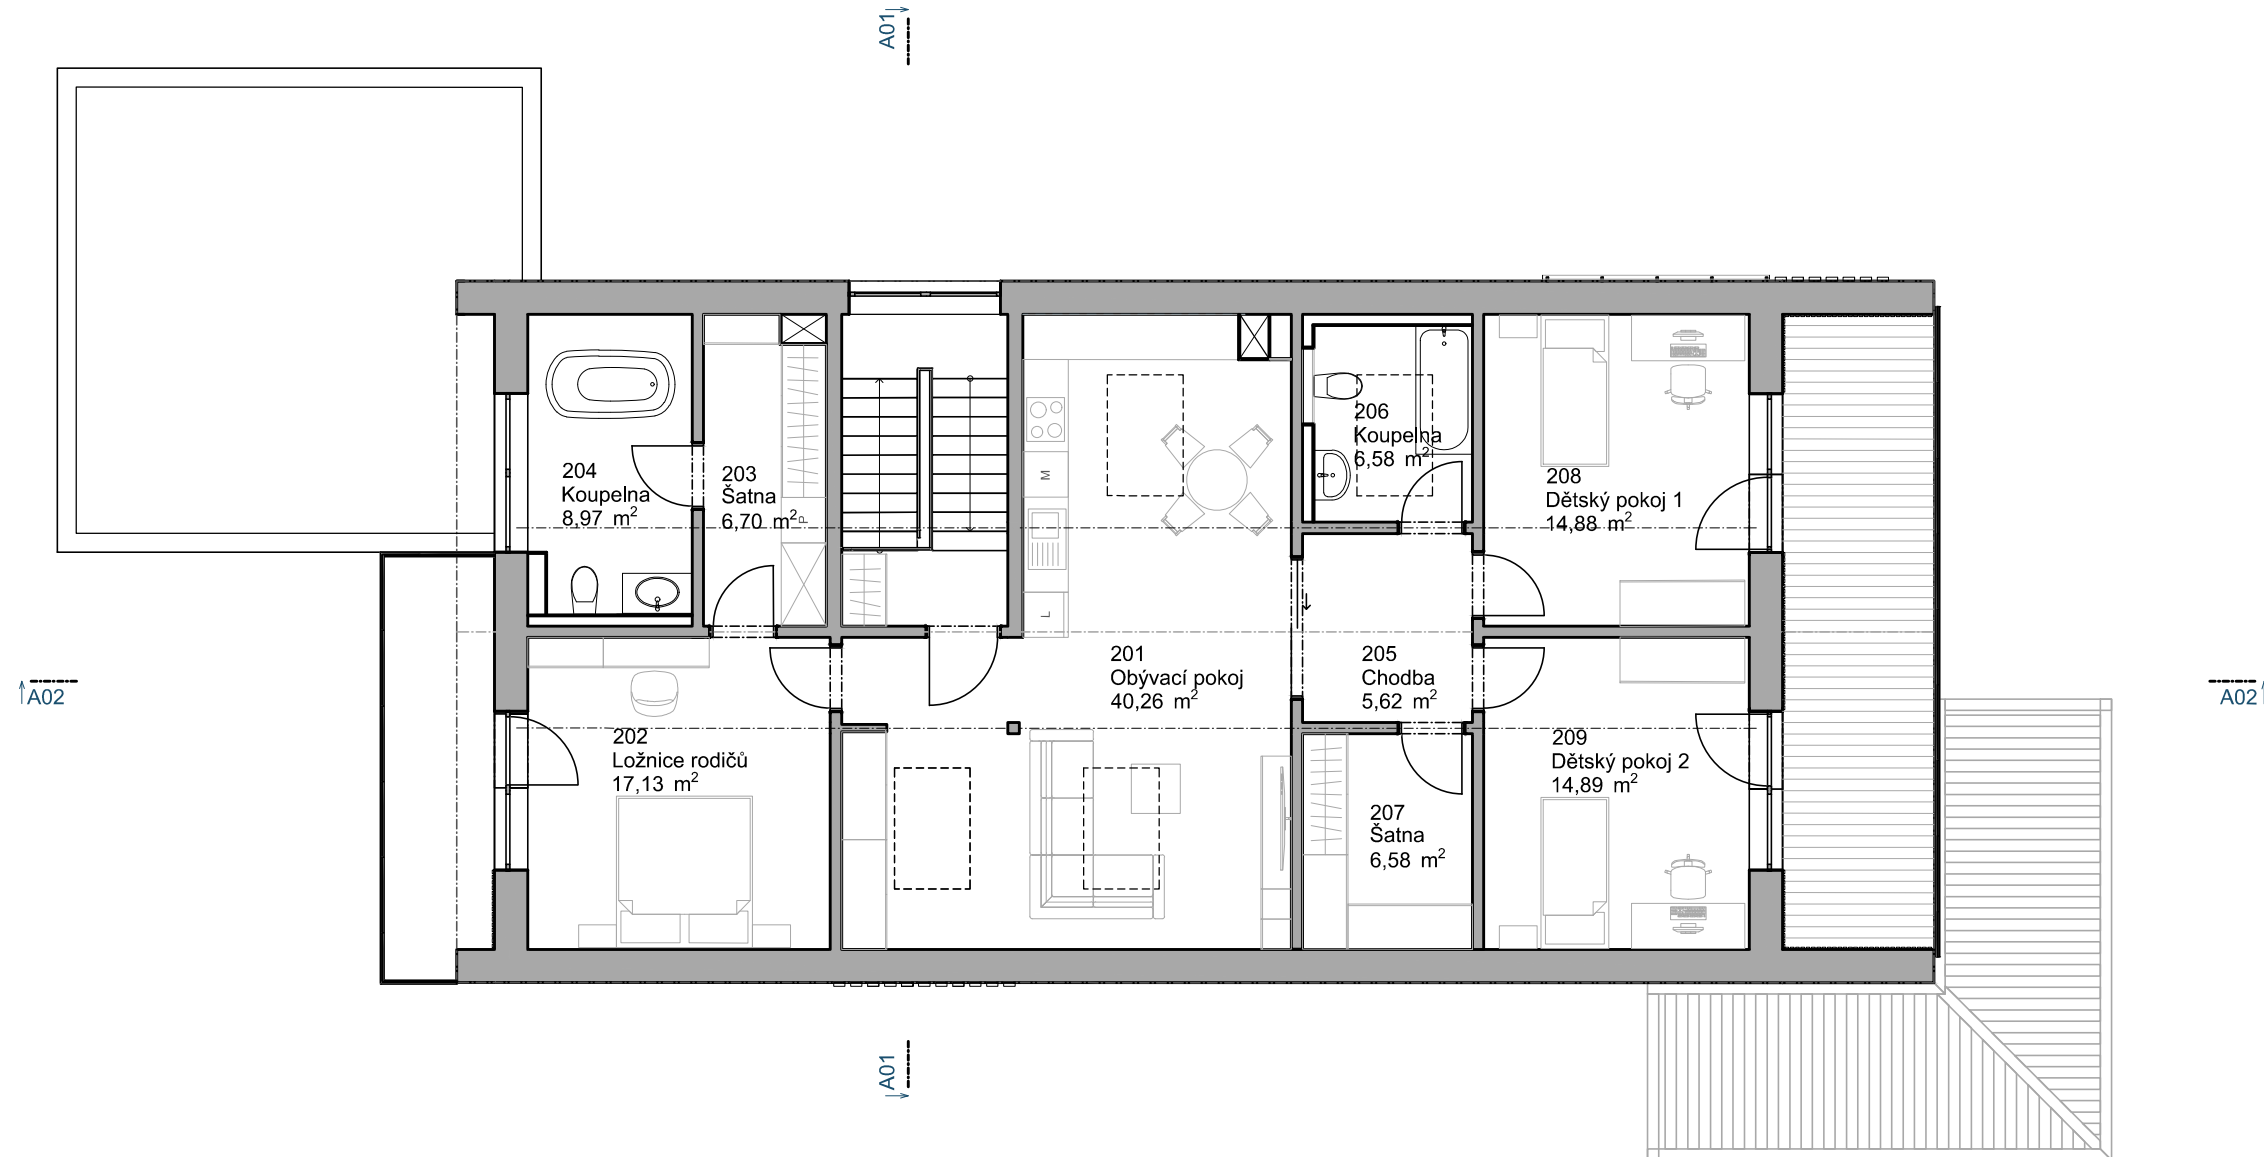 A01
204
Koupelna
8,97 m²
203
Šatna
6,70 m²
P
M
L
206
Koupelna
6,58 m²
208
Dětský pokoj 1
14,88 m²
201
Obývací pokoj
40,26 m²
205
Chodba
5,62 m²
A02
A02
202
Ložnice rodičů
17,13 m²
209
Dětský pokoj 2
14,89 m²
207
Šatna
6,58 m²
A01